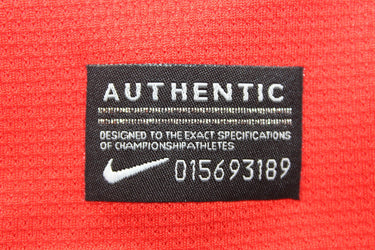 AUTHENTIC
DESIGNED TO THE EXACT SPECIFICATIONS
OF CHAMPIONSHIPATHLETES
015693189